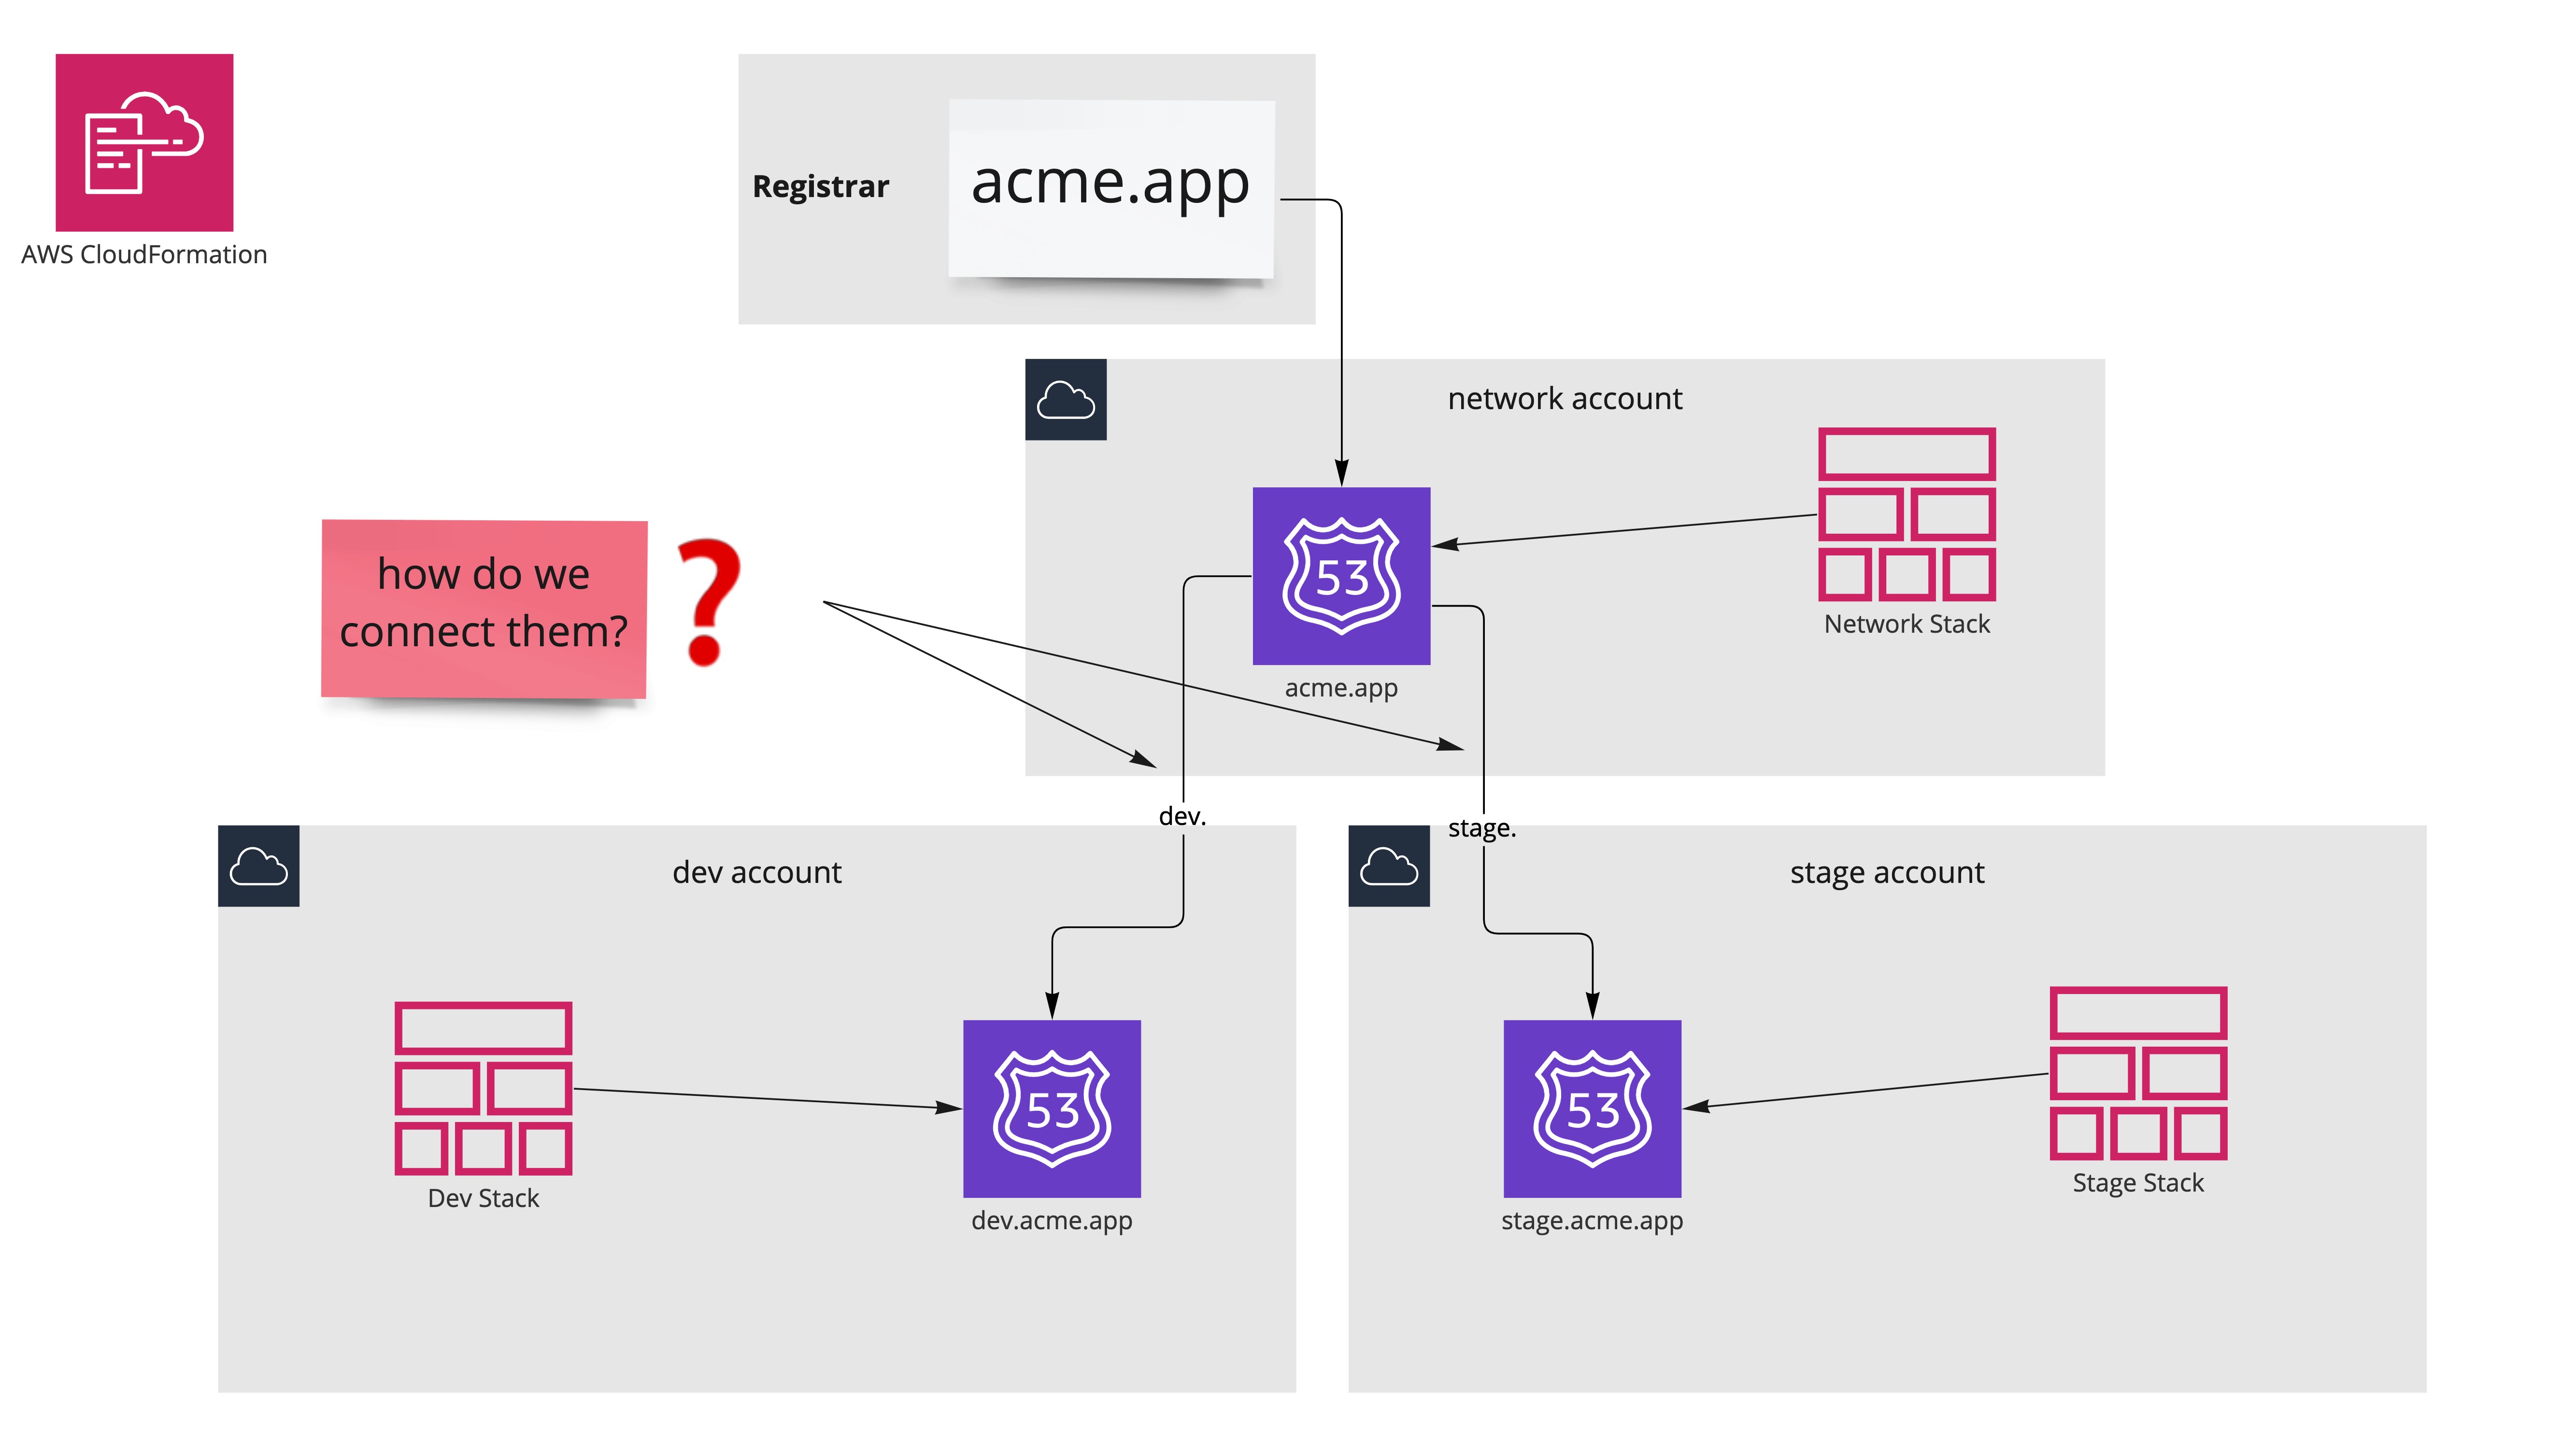 AWS CloudFormation
Registrar
acme.app
network account
53
acme.app
Network Stack
how do we
connect them?
?
dev.
stage.
dev account
Dev Stack
53
dev.acme.app
stage account
53
stage.acme.app
Stage Stack